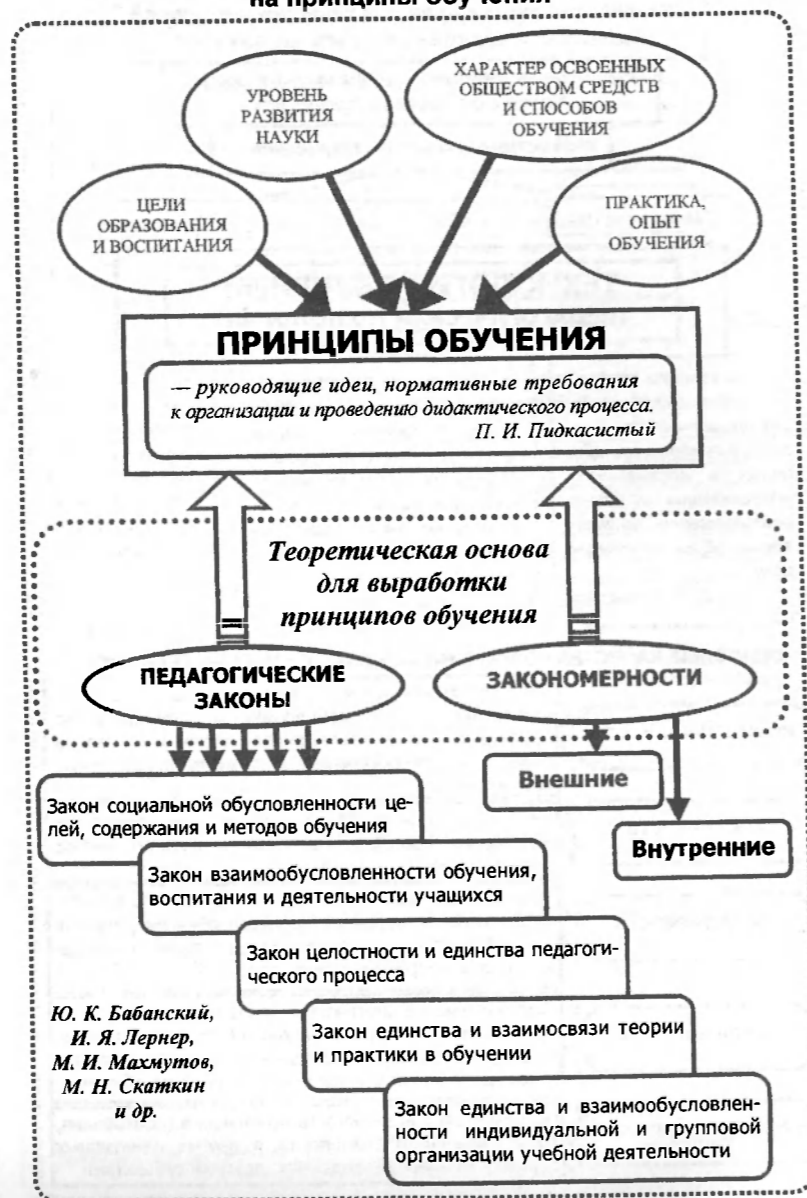 на принципы обучения
УРОВЕНЬ
РАЗВИТИЯ
НАУКИ
ХАРАКТЕР ОСВОЕННЫХ
ОБЩЕСТВОМ СРЕДСТВ
И СПОСОБОВ
ОБУЧЕНИЯ
ЦЕЛИ
ОБРАЗОВАНИЯ
И ВОСПИТАНИЯ
ПРАКТИКА,
ОПЫТ
ОБУЧЕНИЯ
ПРИНЦИПЫ ОБУЧЕНИЯ
— руководящие идеи, нормативные требования
к организации и проведению дидактического процесса.
П. И. Пидкасистый
Теоретическая основа
для выработки
принципов обучения
ПЕДАГОГИЧЕСКИЕ
ЗАКОНЫ
ЗАКОНОМЕРНОСТИ
Внешние
Внутренние
Закон социальной обусловленности це-
лей, содержания и методов обучения
Закон взаимообусловленности обучения,
воспитания и деятельности учащихся
Закон целостности и единства педагоги-
ческого процесса
Закон единства и взаимосвязи теории
и практики в обучении
Закон единства и взаимообусловлен-
ности индивидуальной и групповой
организации учебной деятельности
Ю. К. Бабанский,
И. Я. Лернер,
М. И. Махмутов,
М. Н. Скаткин
и др.